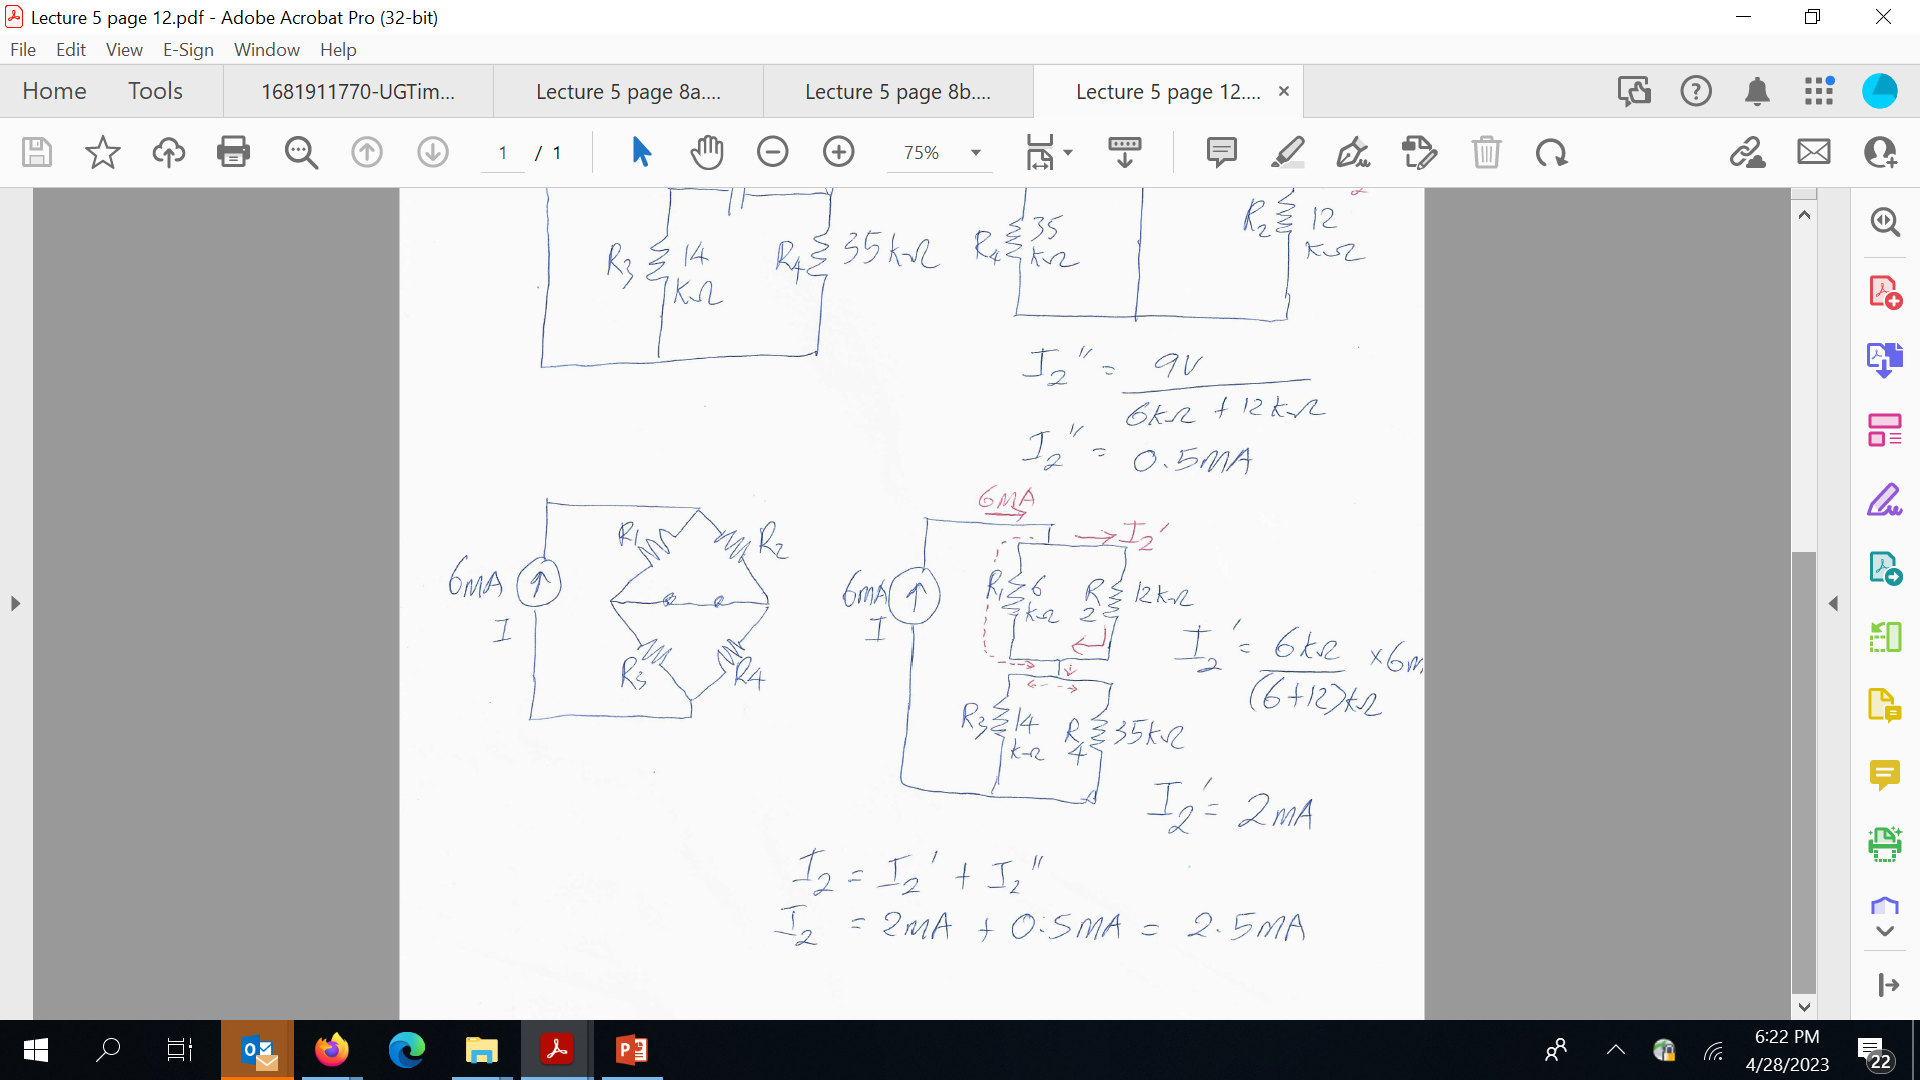 Lecture 5 page 12.pdf - Adobe Acrobat Pro (32-bit)
File Edit View E-Sign Window Help
Home Tools 1681911770-UGTim... Lecture 5 page 8a.... Lecture 5 page 8b.... Lecture 5 page 12....
1 / 1 75%
R3 14 kΩ
R4 35kΩ
R4 35 kΩ
R2 12 kΩ
I2'' = 9V / 6kΩ + 12kΩ
I2'' = 0.5mA
6mA I
R1 R2
R3 R4
6mA
I2'
6mA I
R1 6 kΩ
R2 12kΩ
R3 14 kΩ
R4 35kΩ
I2' = 6kΩ / (6+12)kΩ ×6m
I2' = 2mA
I2 = I2' + I2''
I2 = 2mA + 0.5mA = 2.5mA
6:22 PM
4/28/2023
22